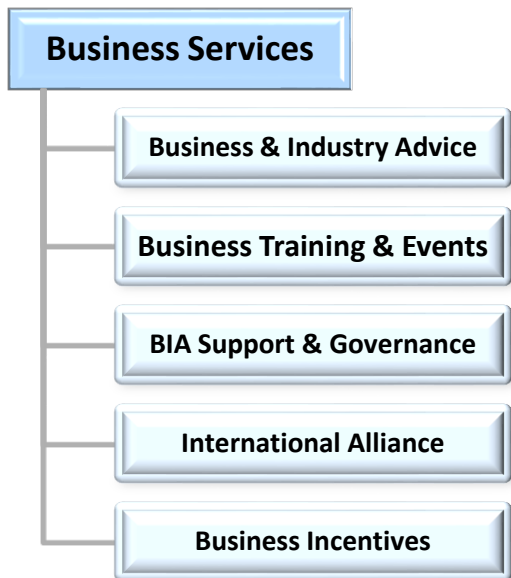 Business Services
Business & Industry Advice
Business Training & Events
BIA Support & Governance
International Alliance
Business Incentives